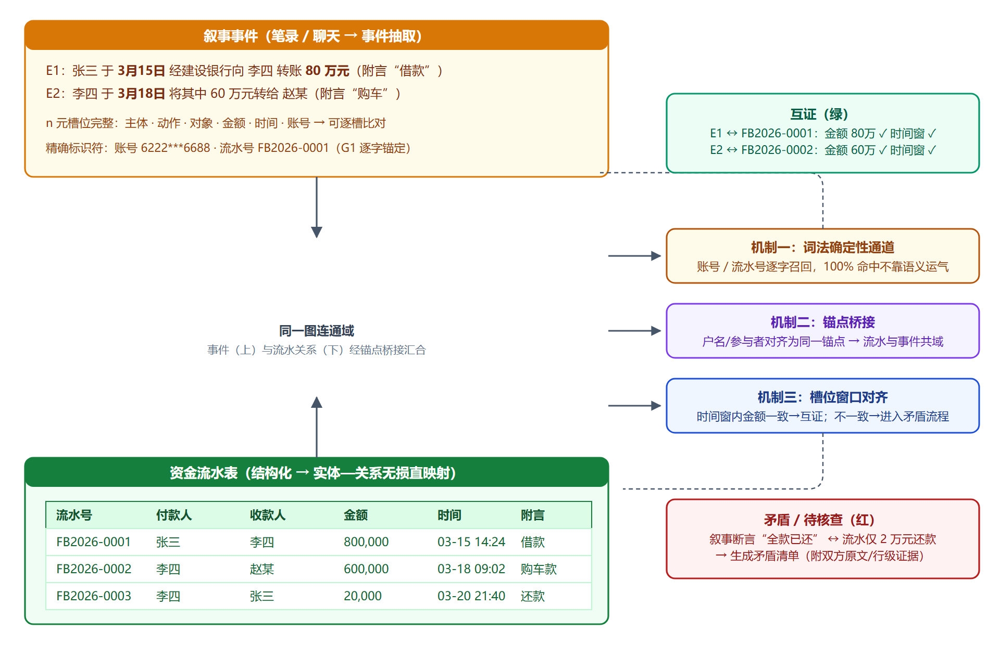 叙事事件（笔录 / 聊天 → 事件抽取）
E1：张三 于 3月15日 经建设银行向 李四 转账 80 万元（附言“借款”）
E2：李四 于 3月18日 将其中 60 万元转给 赵某（附言“购车”）
n 元槽位完整：主体 · 动作 · 对象 · 金额 · 时间 · 账号 → 可逐槽比对
精确标识符：账号 6222***6688 · 流水号 FB2026-0001（G1 逐字锚定）
互证（绿）
E1 ↔ FB2026-0001：金额 80万 ✓ 时间窗 ✓
E2 ↔ FB2026-0002：金额 60万 ✓ 时间窗 ✓
机制一：词法确定性通道
账号 / 流水号逐字召回，100% 命中不靠语义运气
同一图连通域
事件（上）与流水关系（下）经锚点桥接汇合
机制二：锚点桥接
户名/参与者对齐为同一锚点 → 流水与事件共域
机制三：槽位窗口对齐
时间窗内金额一致→互证；不一致→进入矛盾流程
资金流水表（结构化 → 实体—关系无损直映射）
流水号 付款人 收款人 金额 时间 附言
FB2026-0001 张三 李四 800,000 03-15 14:24 借款
FB2026-0002 李四 赵某 600,000 03-18 09:02 购车款
FB2026-0003 李四 张三 20,000 03-20 21:40 还款
矛盾 / 待核查（红）
叙事断言“全款已还” ↔ 流水仅 2 万元还款
→ 生成矛盾清单（附双方原文/行级证据）